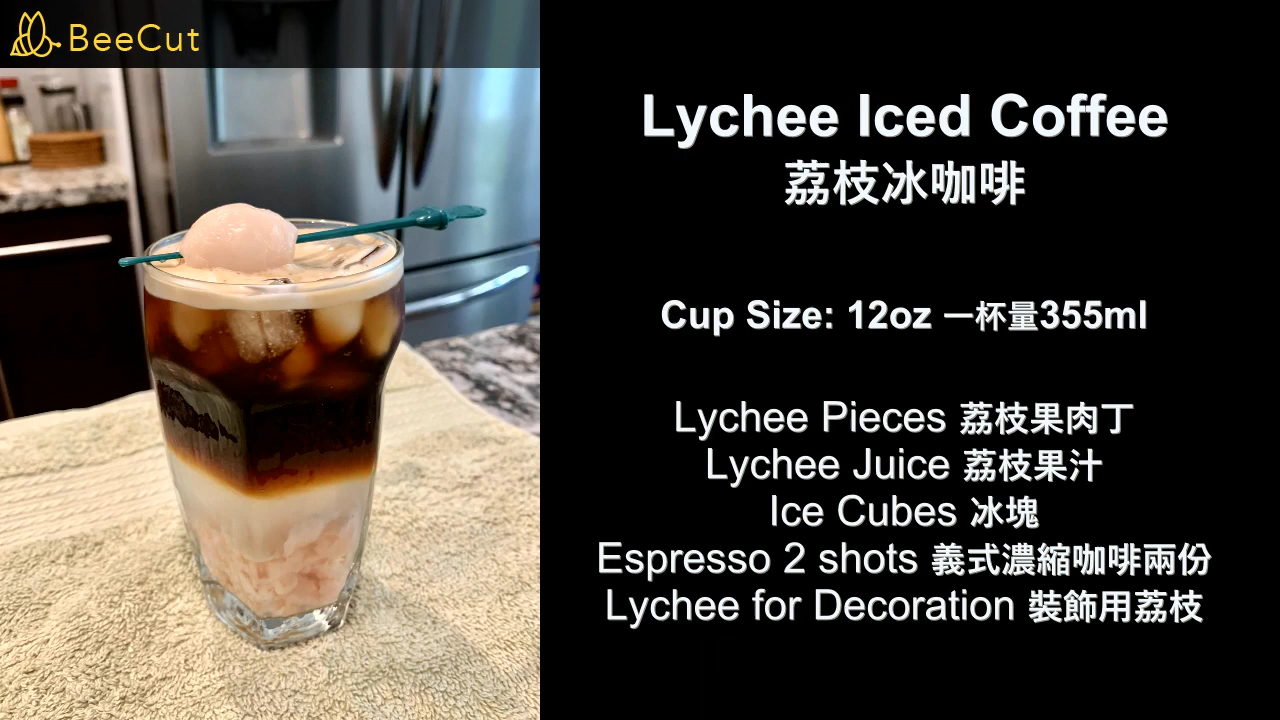 BeeCut
Lychee Iced Coffee
荔枝冰咖啡
Cup Size: 12oz 一杯量355ml
Lychee Pieces 荔枝果肉丁
Lychee Juice 荔枝果汁
Ice Cubes 冰塊
Espresso 2 shots 義式濃縮咖啡兩份
Lychee for Decoration 裝飾用荔枝